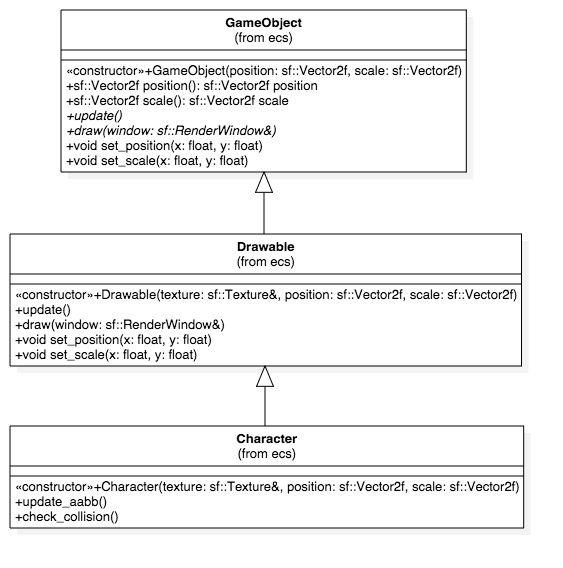 GameObject
(from ecs)
«constructor»+GameObject(position: sf::Vector2f, scale: sf::Vector2f)
+sf::Vector2f position(): sf::Vector2f position
+sf::Vector2f scale(): sf::Vector2f scale
+update()
+draw(window: sf::RenderWindow&)
+void set_position(x: float, y: float)
+void set_scale(x: float, y: float)
Drawable
(from ecs)
«constructor»+Drawable(texture: sf::Texture&, position: sf::Vector2f, scale: sf::Vector2f)
+update()
+draw(window: sf::RenderWindow&)
+void set_position(x: float, y: float)
+void set_scale(x: float, y: float)
Character
(from ecs)
«constructor»+Character(texture: sf::Texture&, position: sf::Vector2f, scale: sf::Vector2f)
+update_aabb()
+check_collision()